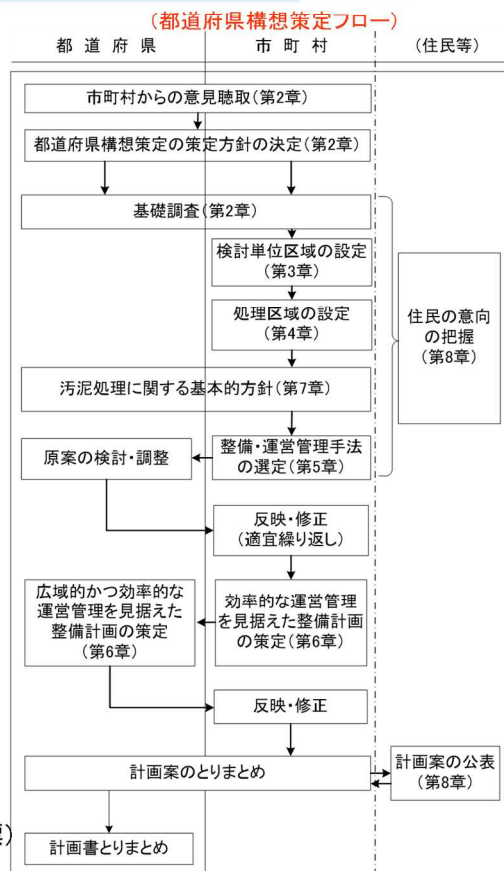 (都道府県構想策定フロー)
都道府県
市町村
(住民等)
市町村からの意見聴取(第2章)
都道府県構想策定の策定方針の決定(第2章)
基礎調査(第2章)
検討単位区域の設定
(第3章)
処理区域の設定
(第4章)
住民の意向
の把握
(第8章)
汚泥処理に関する基本的方針(第7章)
整備・運営管理手法
の選定(第5章)
原案の検討・調整
反映・修正
(適宜繰り返し)
広域的かつ効率的な
運営管理を見据えた
整備計画の策定
(第6章)
効率的な運営管理
を見据えた整備計画
の策定(第6章)
反映・修正
計画案のとりまとめ
計画案の公表
(第8章)
計画書とりまとめ